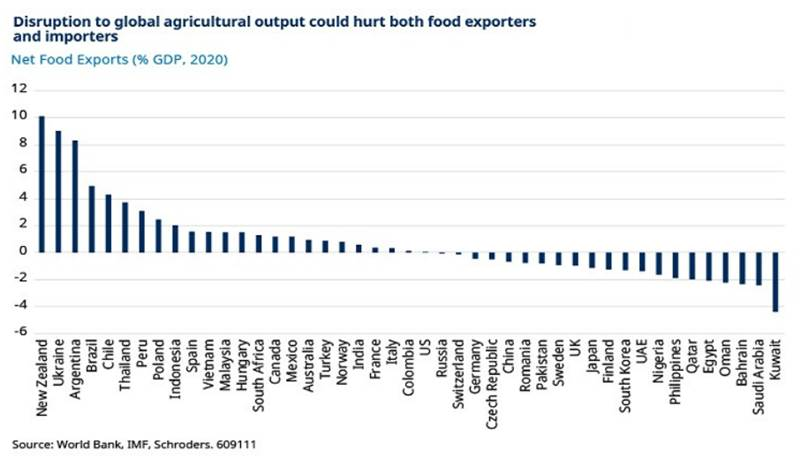 Disruption to global agricultural output could hurt both food exporters
and importers
Net Food Exports (% GDP, 2020)
12
10
8
6
4
2
0
-2
-4
-6
New Zealand
Ukraine
Argentina
Brazil
Chile
Thailand
Peru
Poland
Indonesia
Spain
Vietnam
Malaysia
Hungary
South Africa
Canada
Mexico
Australia
Turkey
Norway
India
France
Italy
Colombia
US
Russia
Switzerland
Germany
Czech Republic
China
Romania
Pakistan
Sweden
UK
Japan
Finland
South Korea
UAE
Nigeria
Philippines
Qatar
Egypt
Oman
Bahrain
Saudi Arabia
Kuwait
Source: World Bank, IMF, Schroders. 609111